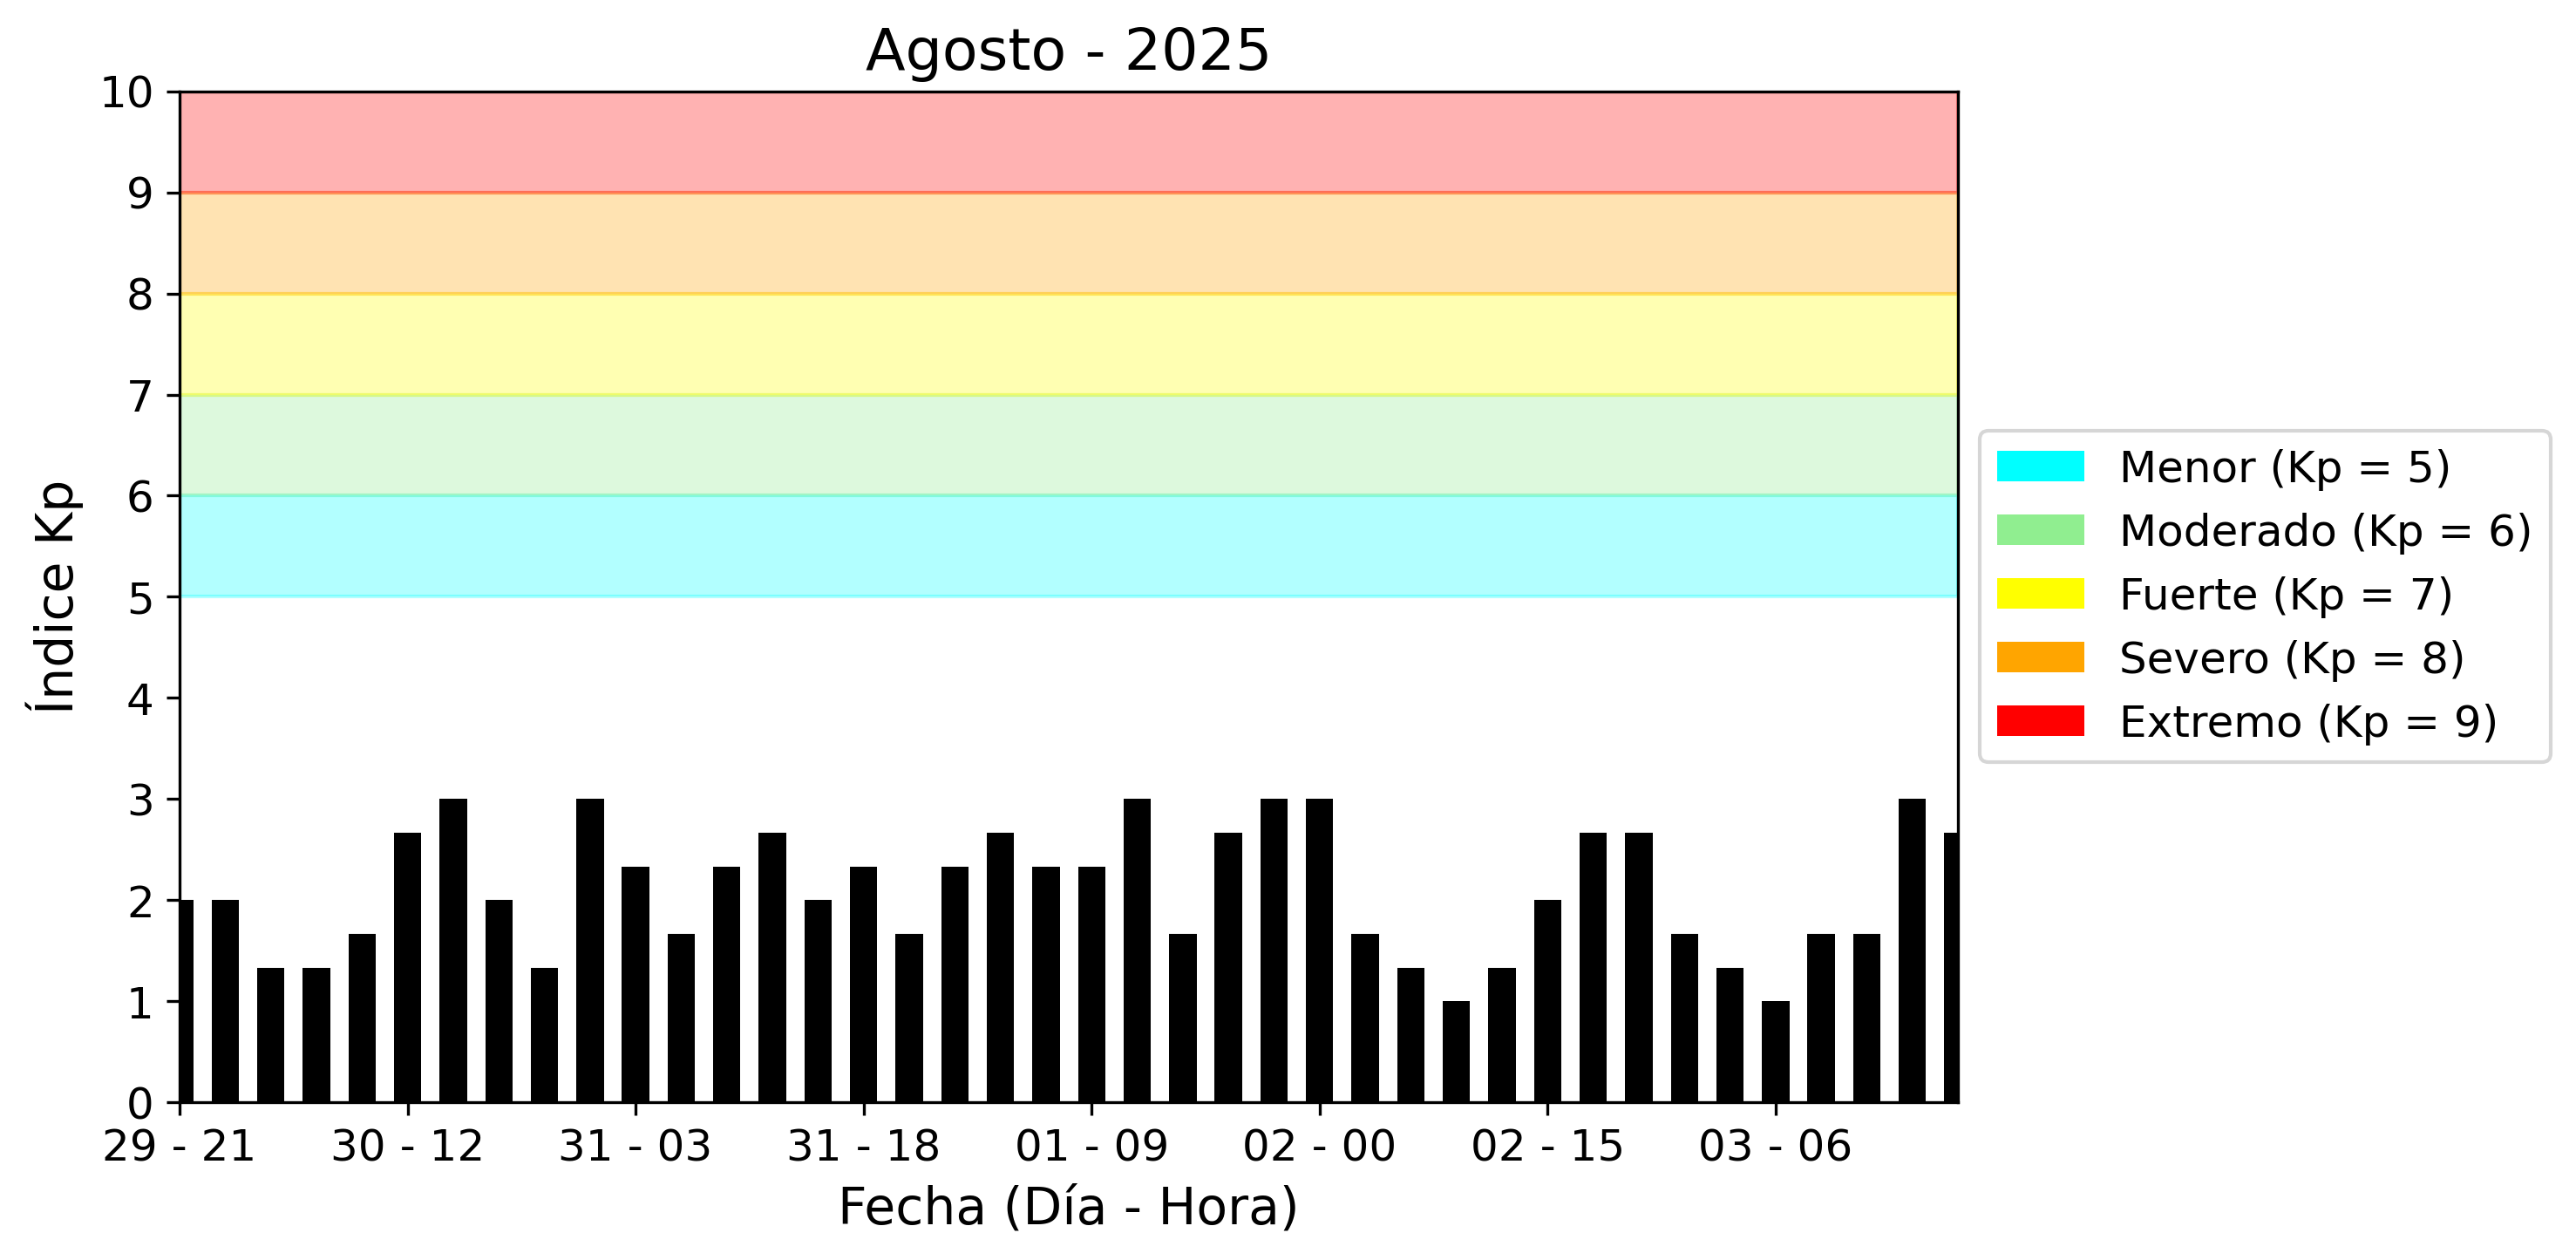 Agosto - 2025
Índice Kp
10
9
8
7
6
5
4
3
2
1
0
29 - 21
30 - 12
31 - 03
31 - 18
01 - 09
02 - 00
02 - 15
03 - 06
Fecha (Día - Hora)
Menor (Kp = 5)
Moderado (Kp = 6)
Fuerte (Kp = 7)
Severo (Kp = 8)
Extremo (Kp = 9)